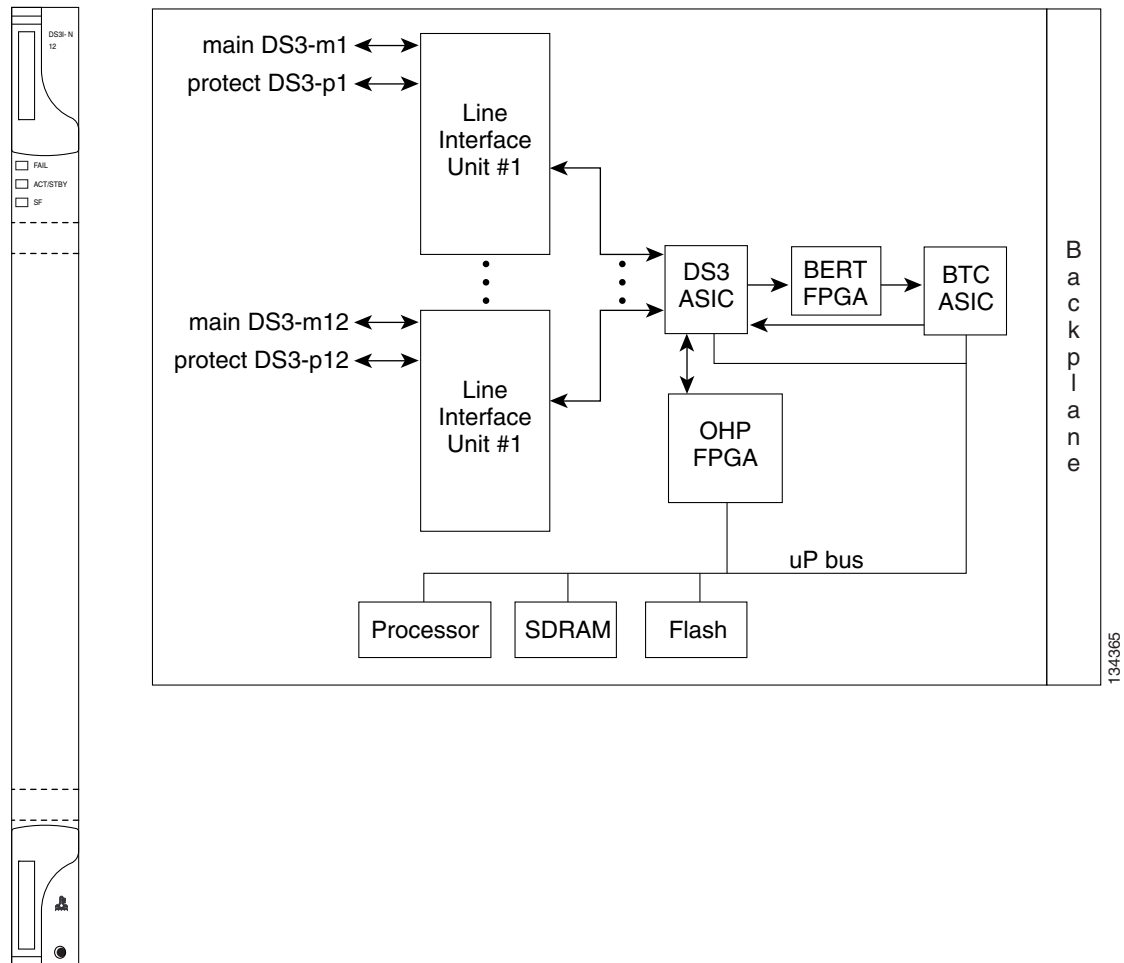 DS3I- N
12
FAIL
ACT/STBY
SF
main DS3-m1
protect DS3-p1
Line
Interface
Unit #1
main DS3-m12
protect DS3-p12
Line
Interface
Unit #1
DS3
ASIC
BERT
FPGA
BTC
ASIC
OHP
FPGA
uP bus
Processor
SDRAM
Flash
Backplane
134365